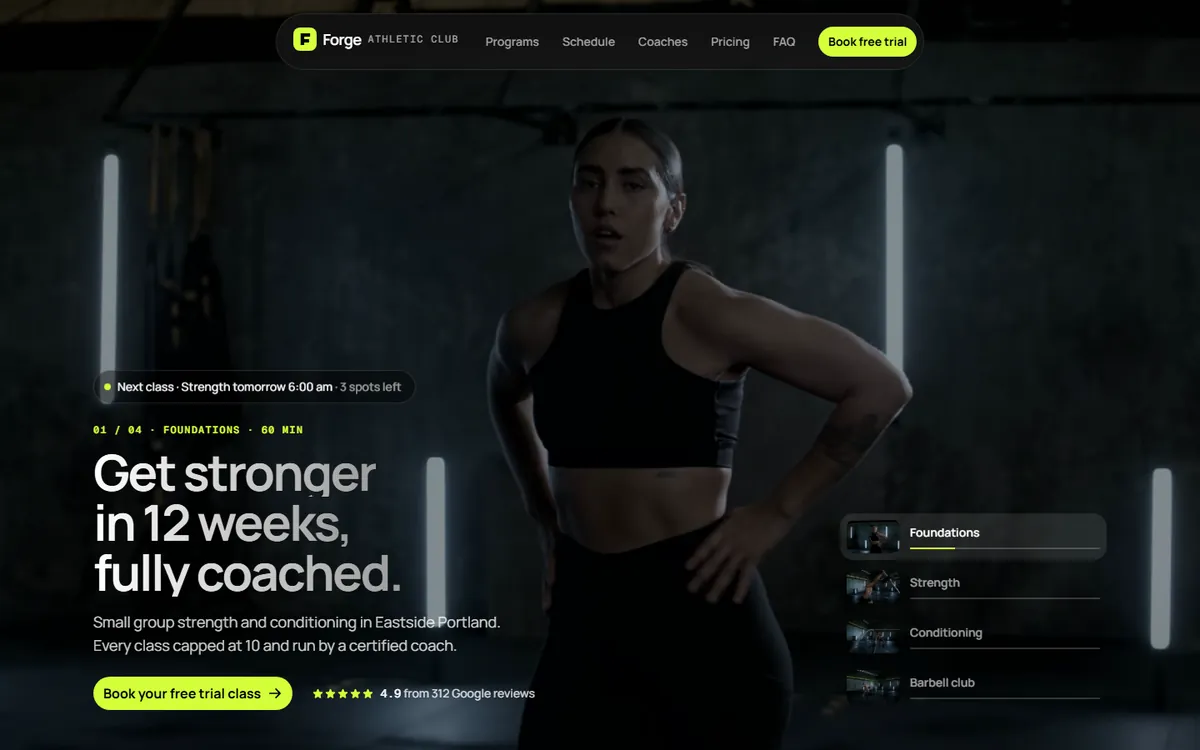 F Forge ATHLETIC CLUB Programs Schedule Coaches Pricing FAQ Book free trial
Next class · Strength tomorrow 6:00 am · 3 spots left
01 / 04 · FOUNDATIONS · 60 MIN
Get stronger
in 12 weeks,
fully coached.
Small group strength and conditioning in Eastside Portland.
Every class capped at 10 and run by a certified coach.
Book your free trial class →
★★★★★ 4.9 from 312 Google reviews
Foundations
Strength
Conditioning
Barbell club